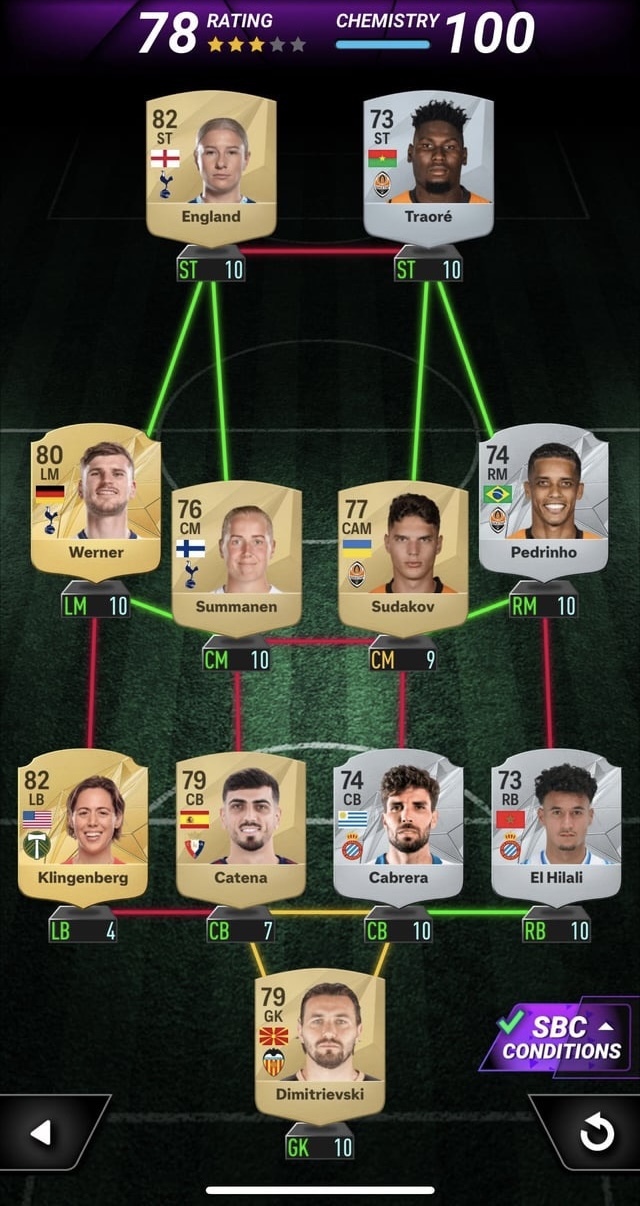 78 RATING CHEMISTRY 100
82
ST
England
73
ST
Traoré
ST 10
ST 10
80
LM
Werner
74
RM
Pedrinho
76
CM
Summanen
77
CAM
Sudakov
LM 10
RM 10
CM 10
CM 9
82
LB
Klingenberg
79
CB
Catena
74
CB
Cabrera
73
RB
El Hilali
LB 4
CB 7
CB 10
RB 10
79
GK
Dimitrievski
GK 10
SBC
CONDITIONS